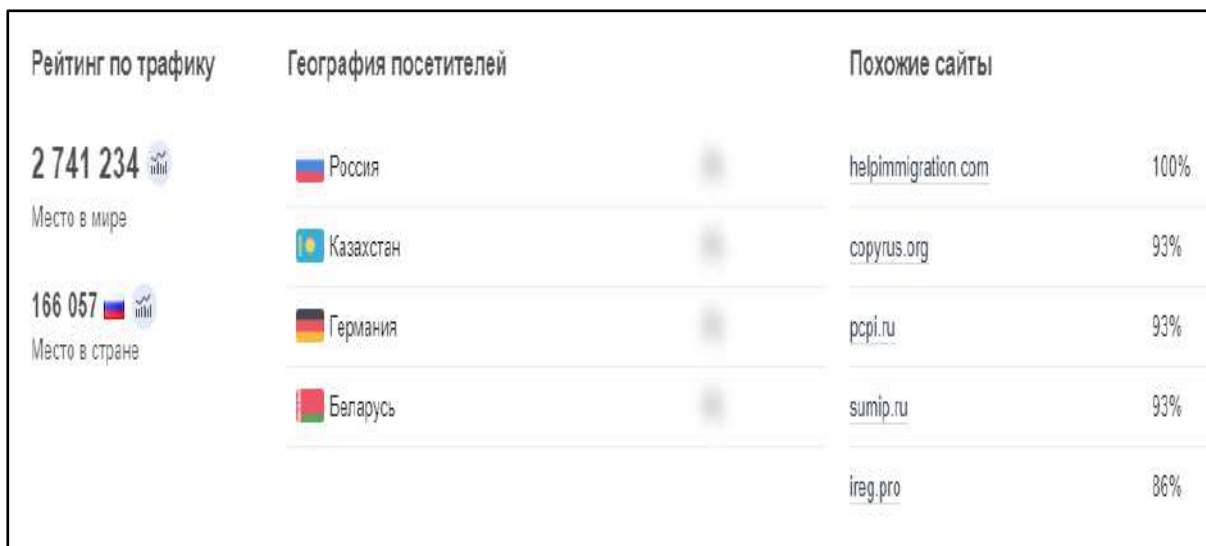 Рейтинг по трафику
2 741 234
Место в мире
166 057
Место в стране
География посетителей
Россия
Казахстан
Германия
Беларусь
Похожие сайты
helpimmigration.com 100%
copyrus.org 93%
pcpi.ru 93%
sumip.ru 93%
ireg.pro 86%